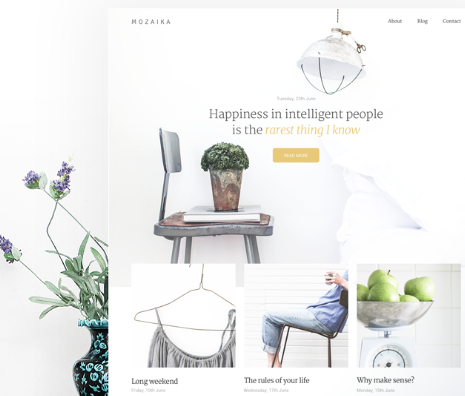 MOZAIKA
About Blog Contact
Tuesday, 23th June
Happiness in intelligent people
is the rarest thing I know
READ MORE
Long weekend
The rules of your life
Why make sense?
Friday, 19th June
Wednesday, 17th June
Monday, 15th June